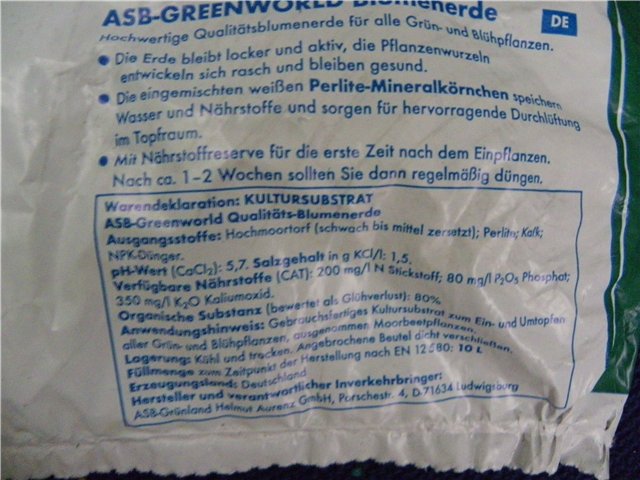 ASB-GREENWORLD Blumenerde
DE
Hochwertige Qualitätsblumenerde für alle Grün- und Blühpflanzen.
• Die Erde bleibt locker und aktiv, die Pflanzenwurzeln
entwickeln sich rasch und bleiben gesund.
• Die eingemischten weißen Perlite-Mineralkörnchen speichern
Wasser und Nährstoffe und sorgen für hervorragende Durchlüftung
im Topfraum.
• Mit Nährstoffreserve für die erste Zeit nach dem Einpflanzen.
Nach ca. 1-2 Wochen sollten Sie dann regelmäßig düngen.
Warendeklaration: KULTURSUBSTRAT
ASB-Greenworld Qualitäts-Blumenerde
Ausgangsstoffe: Hochmoortorf (schwach bis mittel zersetzt); Perlite; Kalk;
NPK-Dünger.
pH-Wert (CaCl₂): 5,7. Salzgehalt in g KCl/l: 1,5.
Verfügbare Nährstoffe (CAT): 200 mg/l N Stickstoff; 80 mg/l P₂O₅ Phosphat;
350 mg/l K₂O Kaliumoxid.
Organische Substanz (bewertet als Glühverlust): 80%
Anwendungshinweis: Gebrauchsfertiges Kultursubstrat zum Ein- und Umtopfen
aller Grün- und Blühpflanzen, ausgenommen Moorbeetpflanzen.
Lagerung: Kühl und trocken. Angebrochene Beutel dicht verschließen.
Füllmenge zum Zeitpunkt der Herstellung nach EN 12580: 10 L
Erzeugungsland: Deutschland
Hersteller und verantwortlicher Inverkehrbringer:
ASB-Grünland Helmut Aurenz GmbH, Porschestr. 4, D-71634 Ludwigsburg